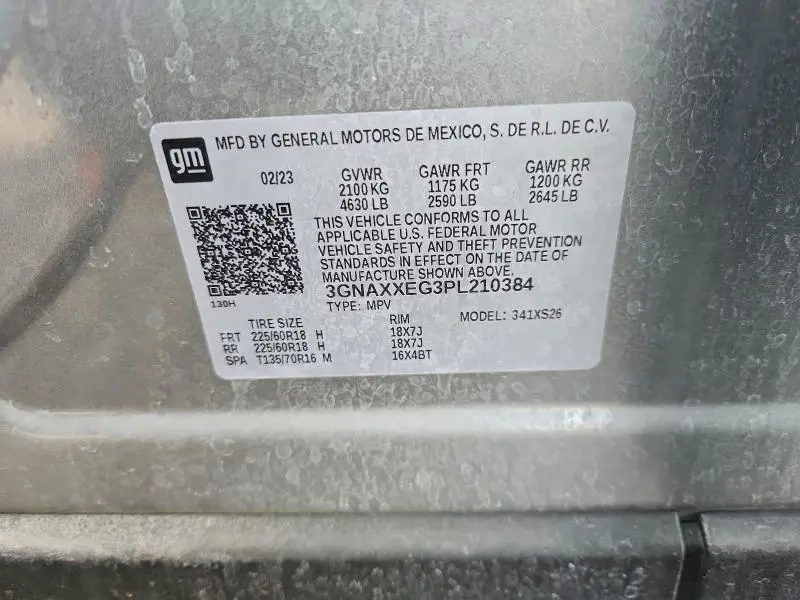 gm
MFD BY GENERAL MOTORS DE MEXICO, S. DE R.L. DE C.V.
02/23 GVWR GAWR FRT GAWR RR
2100 KG 1175 KG 1200 KG
4630 LB 2590 LB 2645 LB
THIS VEHICLE CONFORMS TO ALL
APPLICABLE U.S. FEDERAL MOTOR
VEHICLE SAFETY AND THEFT PREVENTION
STANDARDS IN EFFECT ON THE DATE OF
MANUFACTURE SHOWN ABOVE.
130H
3GNAXXEG3PL210384
TYPE: MPV MODEL: 341XS26
TIRE SIZE RIM
FRT 225/60R18 H 18X7J
RR 225/60R18 H 18X7J
SPA T135/70R16 M 16X4BT